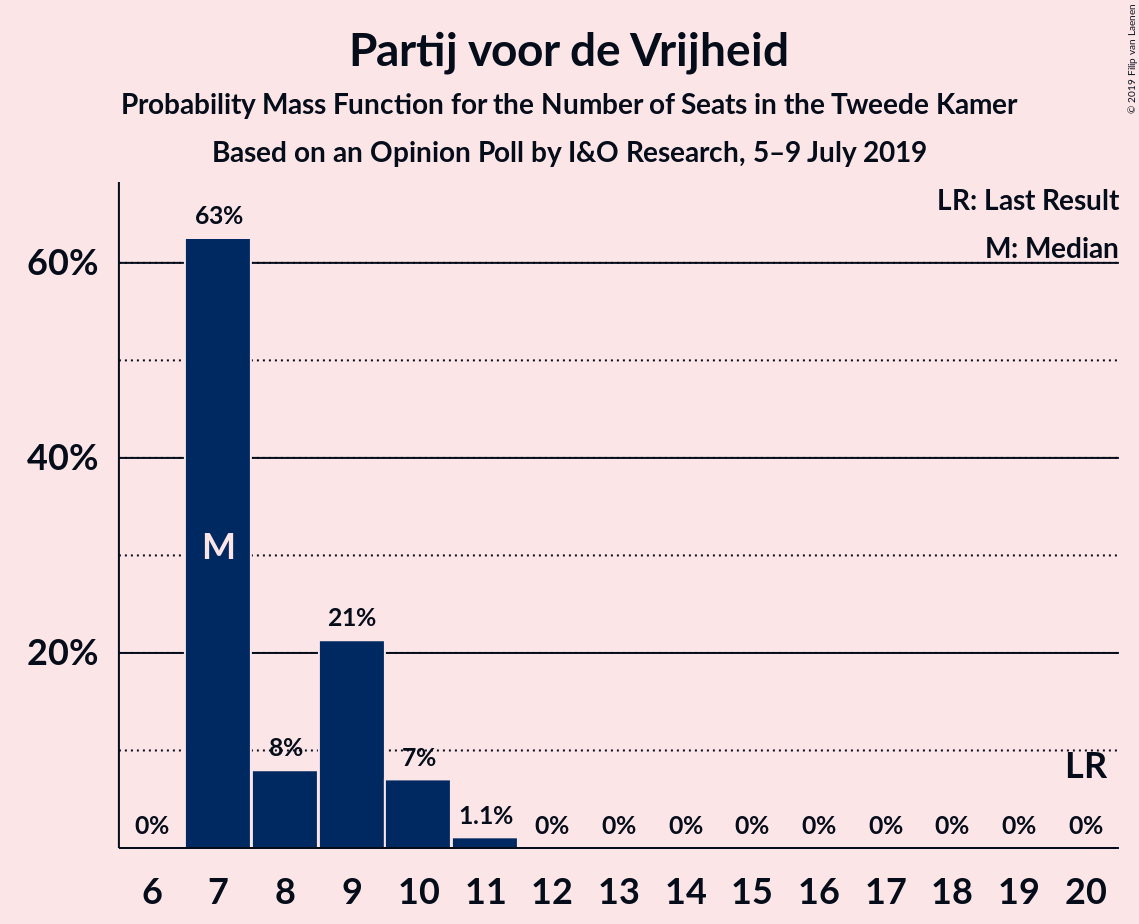 Partij voor de Vrijheid
Probability Mass Function for the Number of Seats in the Tweede Kamer
Based on an Opinion Poll by I&O Research, 5–9 July 2019
© 2019 Filip van Laenen
LR: Last Result
M: Median
60%
40%
20%
63%
M
8%
21%
7%
1.1%
LR
0% 0% 0% 0% 0% 0% 0% 0% 0% 0%
6 7 8 9 10 11 12 13 14 15 16 17 18 19 20